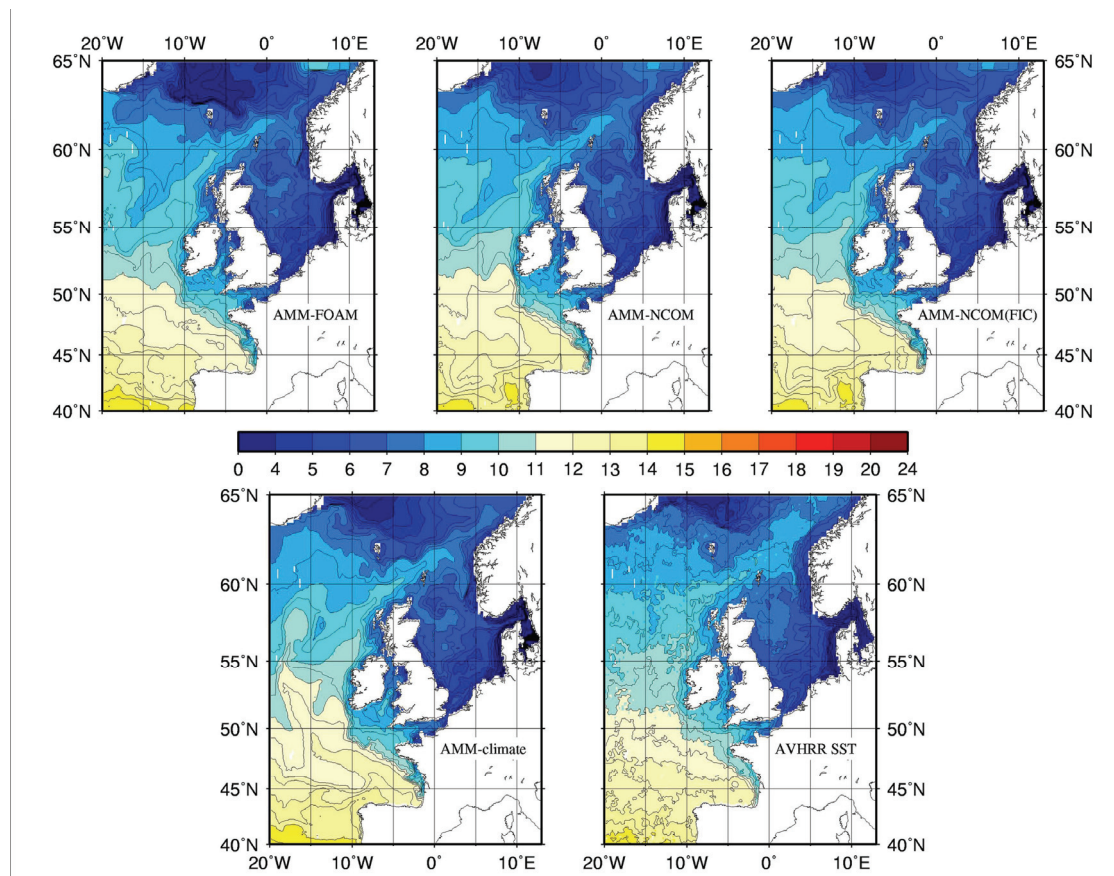 20˚W 10˚W 0˚ 10˚E 20˚W 10˚W 0˚ 10˚E 20˚W 10˚W 0˚ 10˚E
65˚N 65˚N
60˚N 60˚N
55˚N 55˚N
50˚N 50˚N
AMM-FOAM AMM-NCOM AMM-NCOM(FIC)
45˚N 45˚N
40˚N 40˚N
0 4 5 6 7 8 9 10 11 12 13 14 15 16 17 18 19 20 24
65˚N 65˚N
60˚N 60˚N
55˚N 55˚N
50˚N 50˚N
AMM-climate AVHRR SST
45˚N 45˚N
40˚N 40˚N
20˚W 10˚W 0˚ 10˚E 20˚W 10˚W 0˚ 10˚E